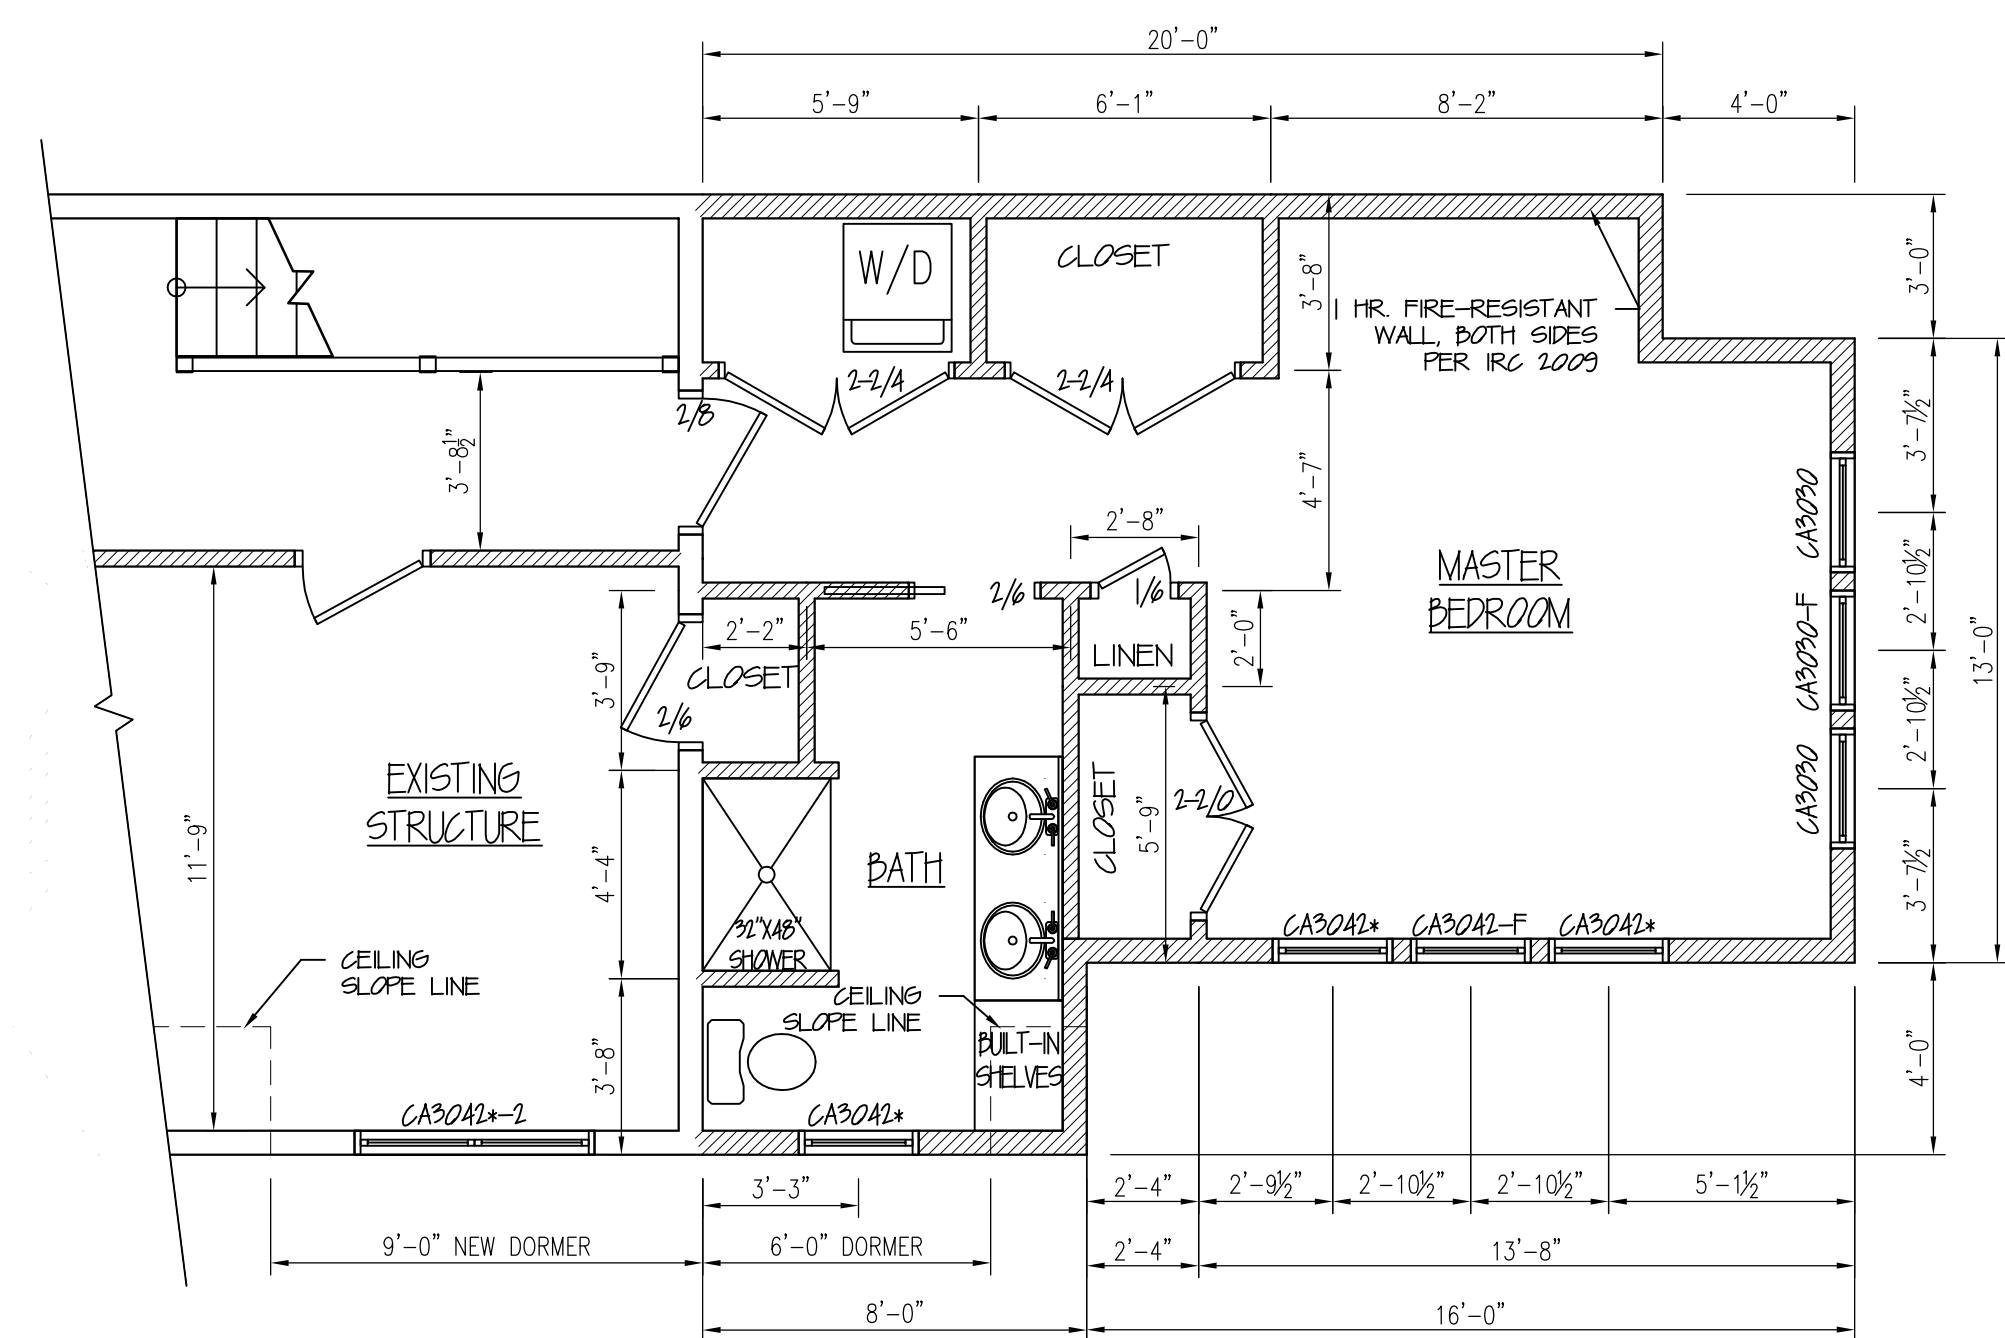 20'-0"
5'-9"
6'-1"
8'-2"
4'-0"
W/D
CLOSET
3'-8"
1 HR. FIRE-RESISTANT
WALL, BOTH SIDES
PER IRC 2009
3'-0"
2/8
2-2/4
2-2/4
3'-8½"
4'-7"
3'-7½"
CA3030
2'-8"
2/6
1/6
MASTER
BEDROOM
2'-10½"
CA3030-F
13'-0"
2'-2"
5'-6"
2'-0"
LINEN
3'-9"
CLOSET
2/6
2'-10½"
CA3030
EXISTING
STRUCTURE
11'-9"
4'-4"
BATH
CLOSET
5'-9"
2-2/0
3'-7½"
32"X48"
SHOWER
CA3042*
CA3042-F
CA3042*
CEILING
SLOPE LINE
CEILING
SLOPE LINE
BUILT-IN
SHELVES
3'-8"
4'-0"
CA3042*-2
CA3042*
3'-3"
2'-4"
2'-9½"
2'-10½"
2'-10½"
5'-1½"
9'-0" NEW DORMER
6'-0" DORMER
2'-4"
13'-8"
8'-0"
16'-0"